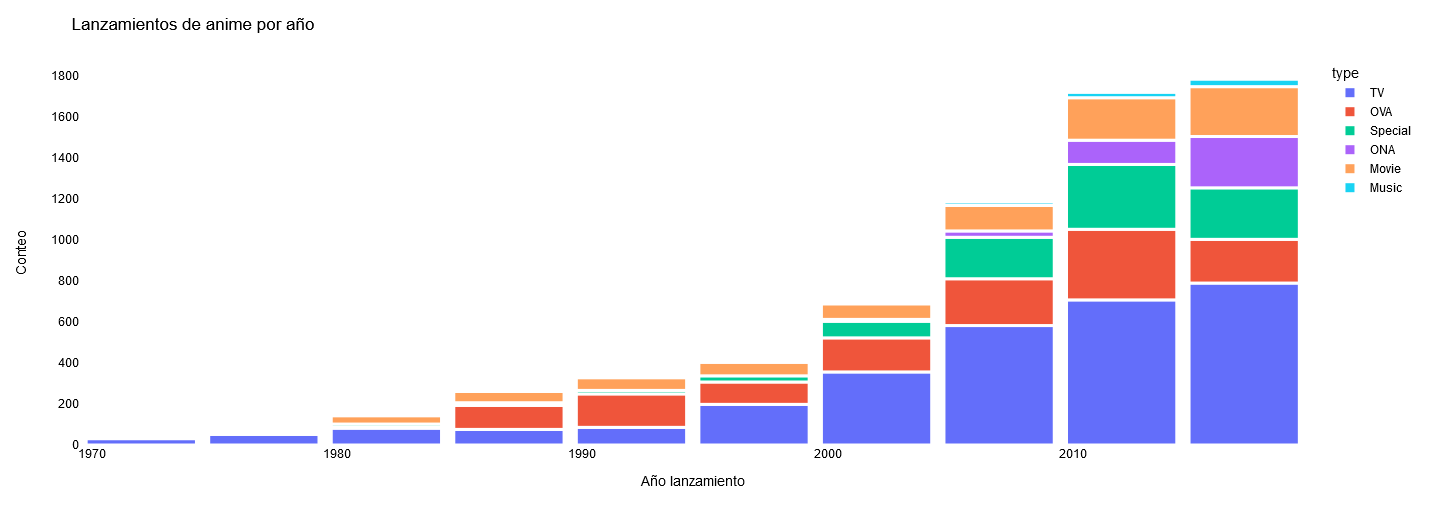 Lanzamientos de anime por año
1800
1600
1400
1200
1000
800
600
400
200
0
Conteo
1970
1980
1990
2000
2010
Año lanzamiento
type
TV
OVA
Special
ONA
Movie
Music